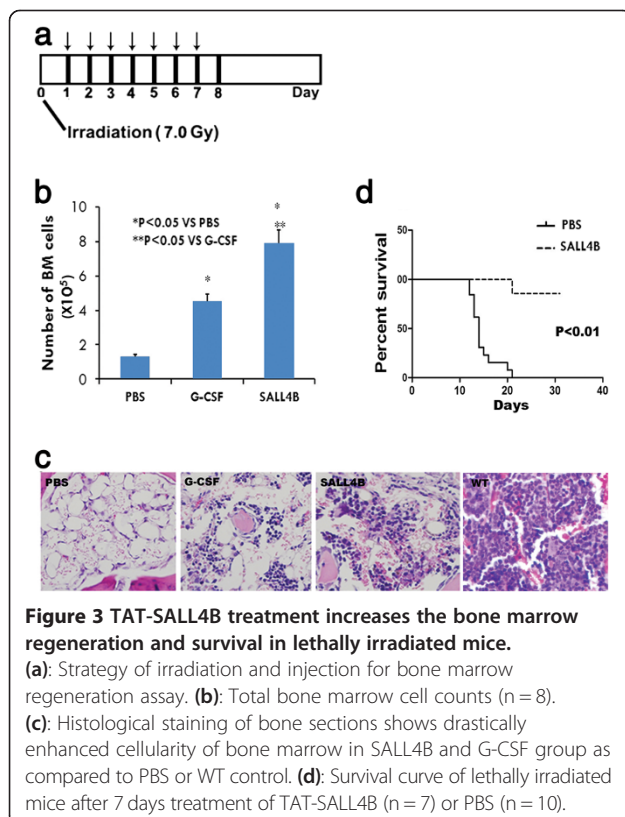 a
0 1 2 3 4 5 6 7 8 Day
Irradiation ( 7.0 Gy)
b
Number of BM cells
(X10⁵)
10
8
6
4
2
0
*P<0.05 VS PBS
**P<0.05 VS G-CSF
*
*
**
PBS G-CSF SALL4B
d
Percent survival
50
00
50
00
PBS
SALL4B
P<0.01
0 10 20 30 40
Days
c
PBS G-CSF SALL4B WT
Figure 3 TAT-SALL4B treatment increases the bone marrow
regeneration and survival in lethally irradiated mice.
(a): Strategy of irradiation and injection for bone marrow
regeneration assay. (b): Total bone marrow cell counts (n = 8).
(c): Histological staining of bone sections shows drastically
enhanced cellularity of bone marrow in SALL4B and G-CSF group as
compared to PBS or WT control. (d): Survival curve of lethally irradiated
mice after 7 days treatment of TAT-SALL4B (n = 7) or PBS (n = 10).